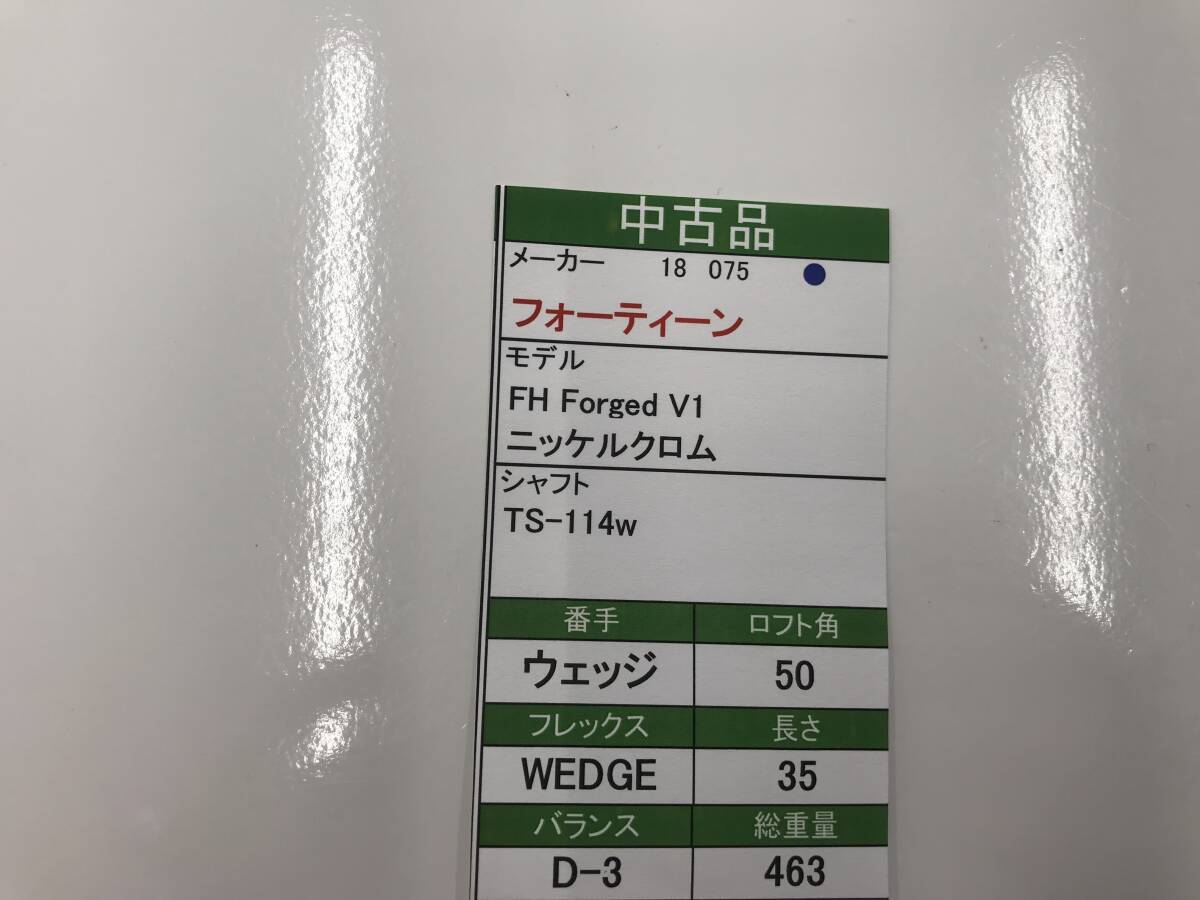 中古品
メーカー 18 075
フォーティーン
モデル
FH Forged V1
ニッケルクロム
シャフト
TS-114w
番手 ロフト角
ウェッジ 50
フレックス 長さ
WEDGE 35
バランス 総重量
D-3 463